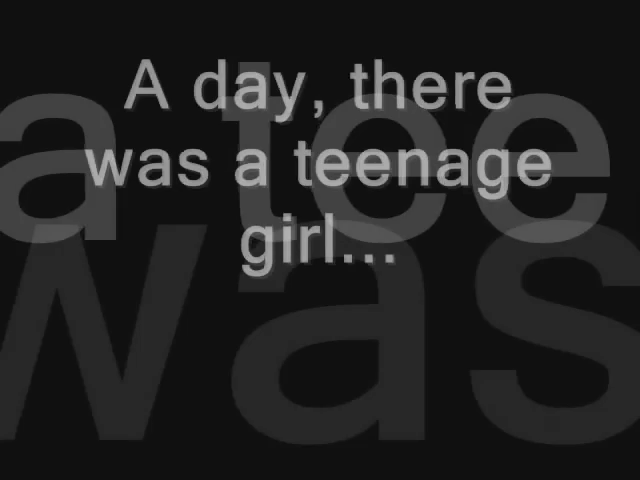 A day, there
was a teenage
girl...
a tee
was